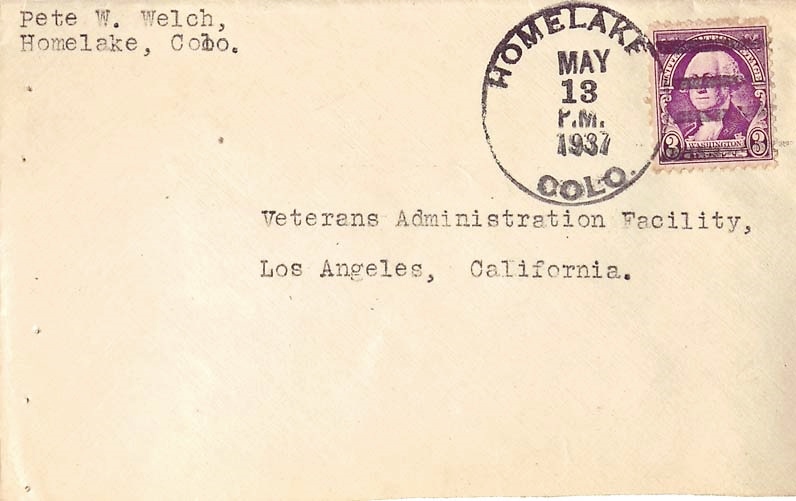 Pete W. Welch,
Homelake, Colo.
HOMELAKE
MAY
13
P.M.
1937
COLO.
3 WASHINGTON 3
Veterans Administration Facility,
Los Angeles, California.